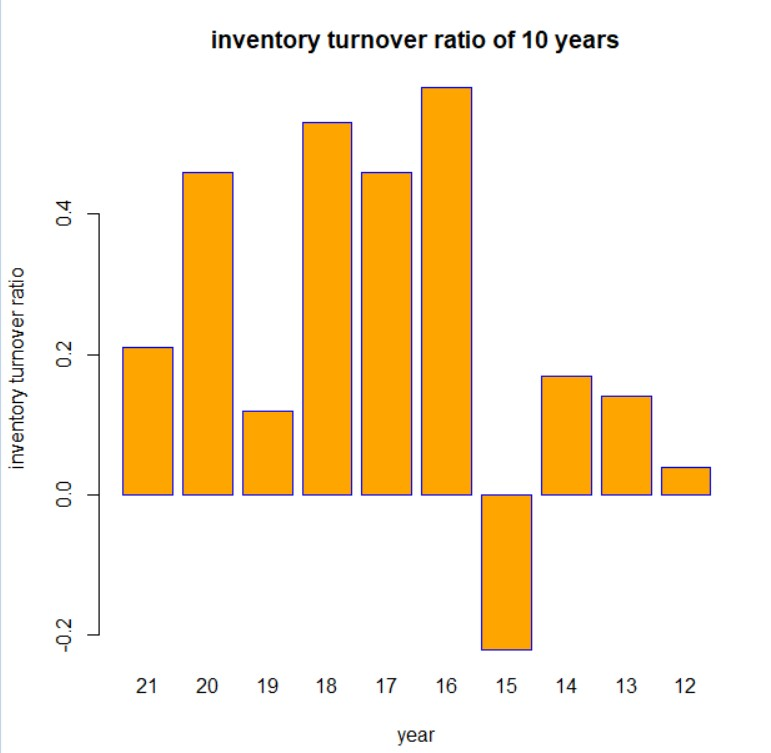 inventory turnover ratio of 10 years
inventory turnover ratio
0.4
0.2
0.0
-0.2
21 20 19 18 17 16 15 14 13 12
year